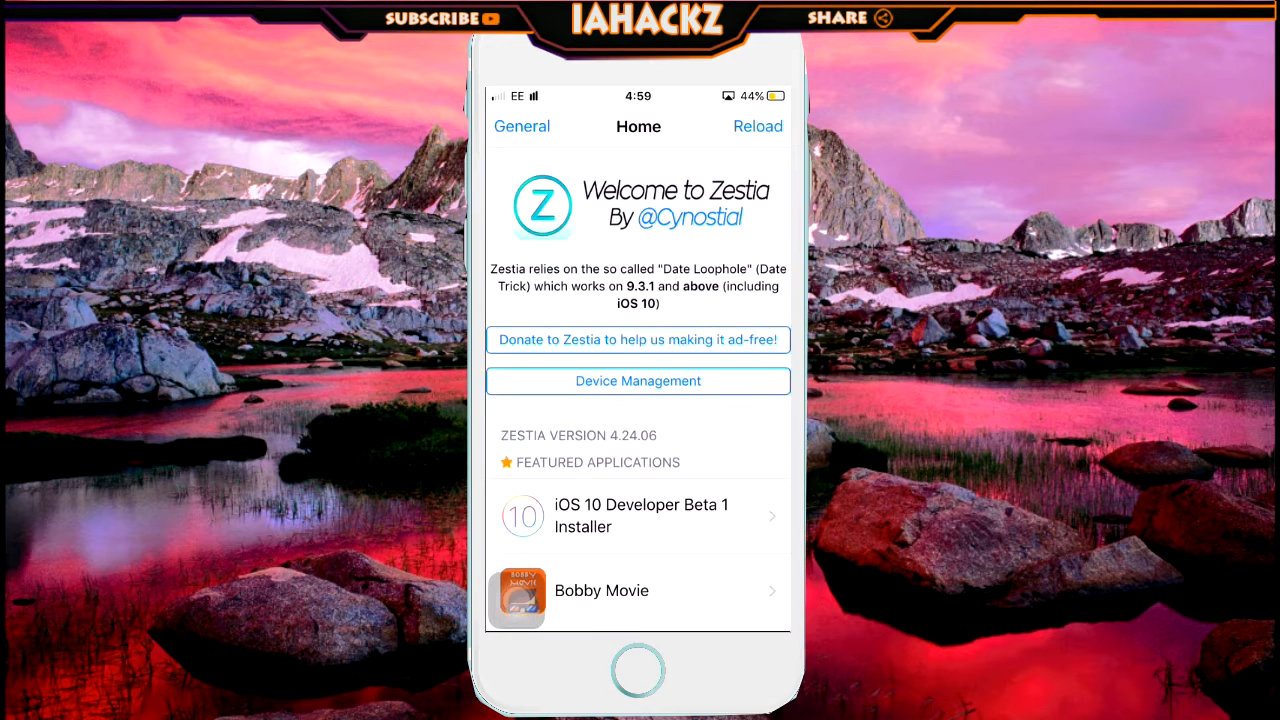 SUBSCRIBE
IAHACKZ
SHARE
EE
4:59
44%
General
Home
Reload
Z
Welcome to Zestia
By @Cynostial
Zestia relies on the so called "Date Loophole" (Date
Trick) which works on 9.3.1 and above (including
iOS 10)
Donate to Zestia to help us making it ad-free!
Device Management
ZESTIA VERSION 4.24.06
FEATURED APPLICATIONS
10
iOS 10 Developer Beta 1
Installer
BOBBY
MOVIE
Bobby Movie